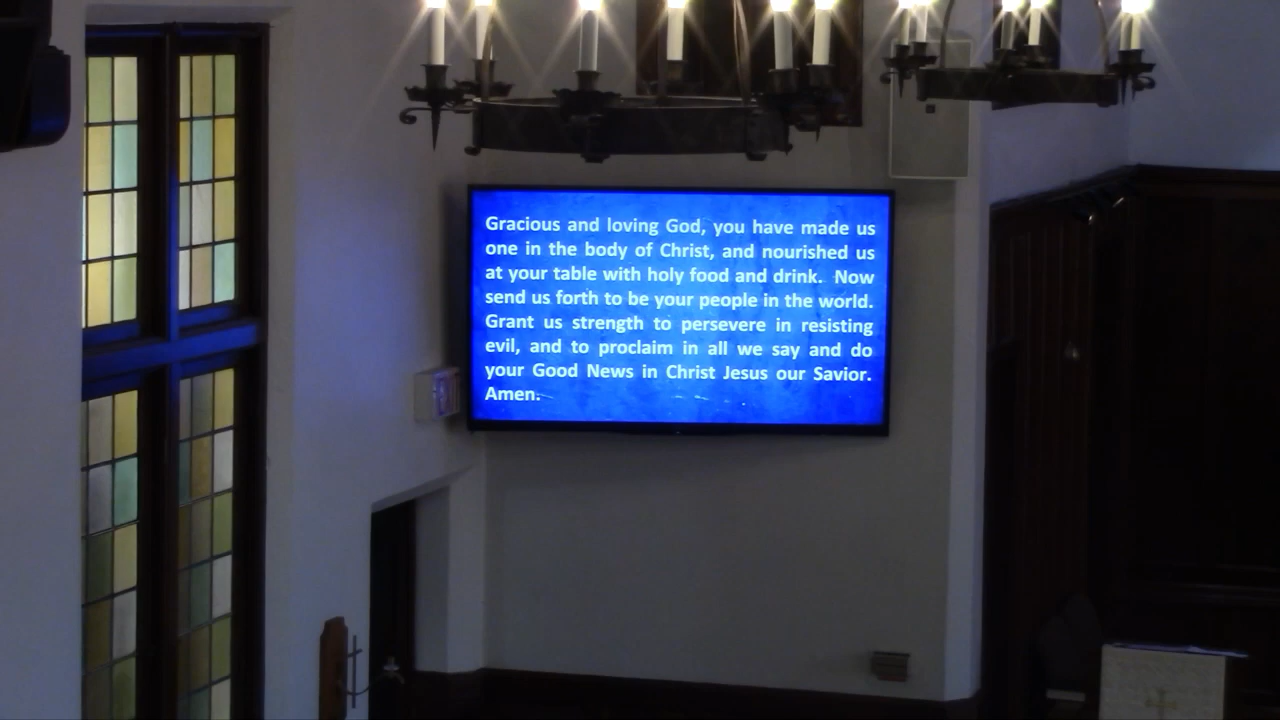 Gracious and loving God, you have made us
one in the body of Christ, and nourished us
at your table with holy food and drink. Now
send us forth to be your people in the world.
Grant us strength to persevere in resisting
evil, and to proclaim in all we say and do
your Good News in Christ Jesus our Savior.
Amen.